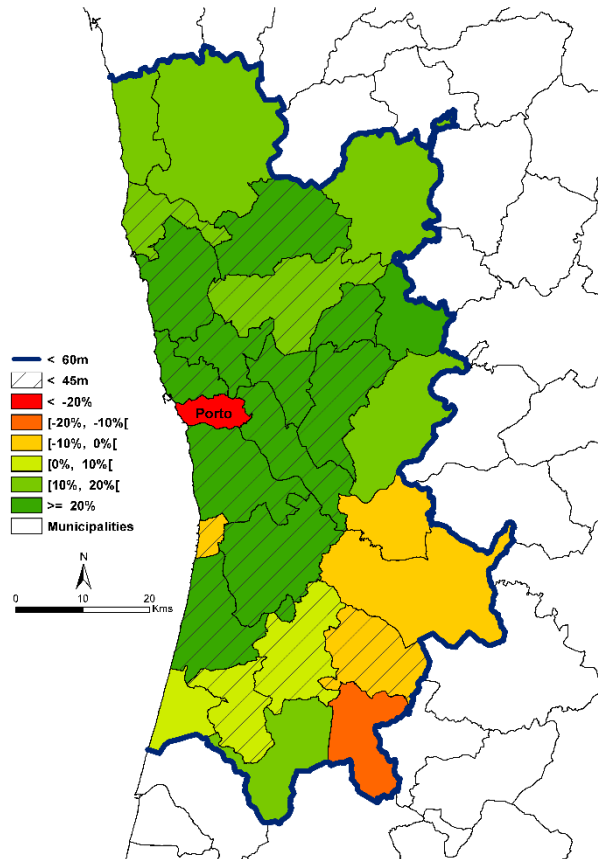 Porto
< 60m
< 45m
< -20%
[-20%, -10%[
[-10%, 0%[
[0%, 10%[
[10%, 20%[
>= 20%
Municipalities
N
0 10 20
Kms